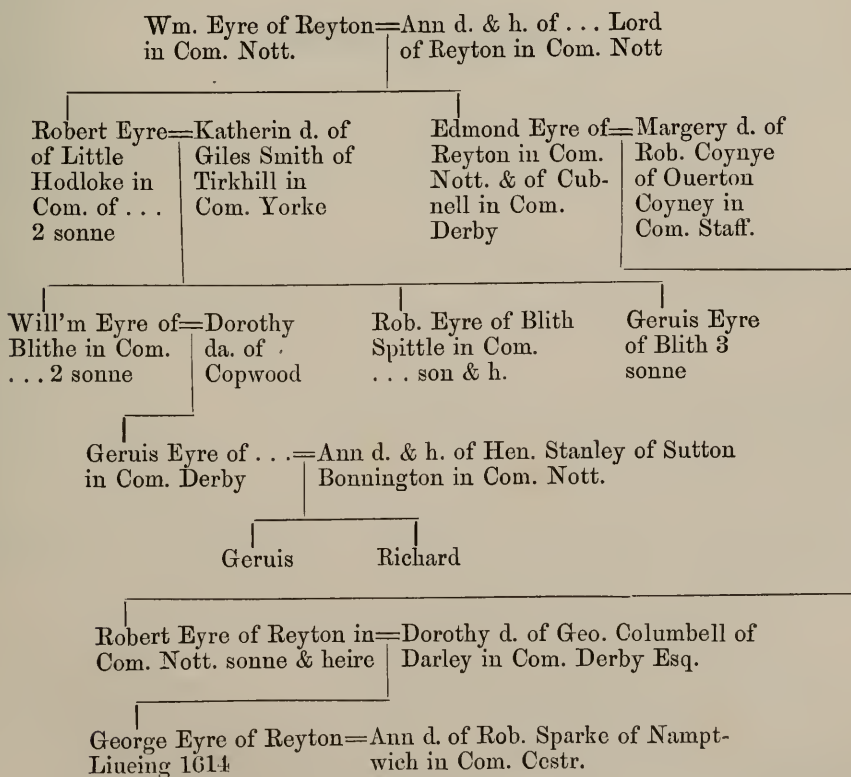 Wm. Eyre of Reyton=Ann d. & h. of ... Lord
in Com. Nott. of Reyton in Com. Nott
Robert Eyre=Katherin d. of
of Little Giles Smith of
Hodloke in Tirkhill in
Com. of ... Com. Yorke
2 sonne
Edmond Eyre of=Margery d. of
Reyton in Com. Rob. Coynye
Nott. & of Cub- of Ouerton
nell in Com. Coyney in
Derby Com. Staff.
Will'm Eyre of=Dorothy
Blithe in Com. da. of
... 2 sonne Copwood
Rob. Eyre of Blith
Spittle in Com.
... son & h.
Geruis Eyre
of Blith 3
sonne
Geruis Eyre of ...=Ann d. & h. of Hen. Stanley of Sutton
in Com. Derby Bonnington in Com. Nott.
Geruis Richard
Robert Eyre of Reyton in=Dorothy d. of Geo. Columbell of
Com. Nott. sonne & heire Darley in Com. Derby Esq.
George Eyre of Reyton=Ann d. of Rob. Sparke of Nampt-
Liueing 1614 wich in Com. Cestr.